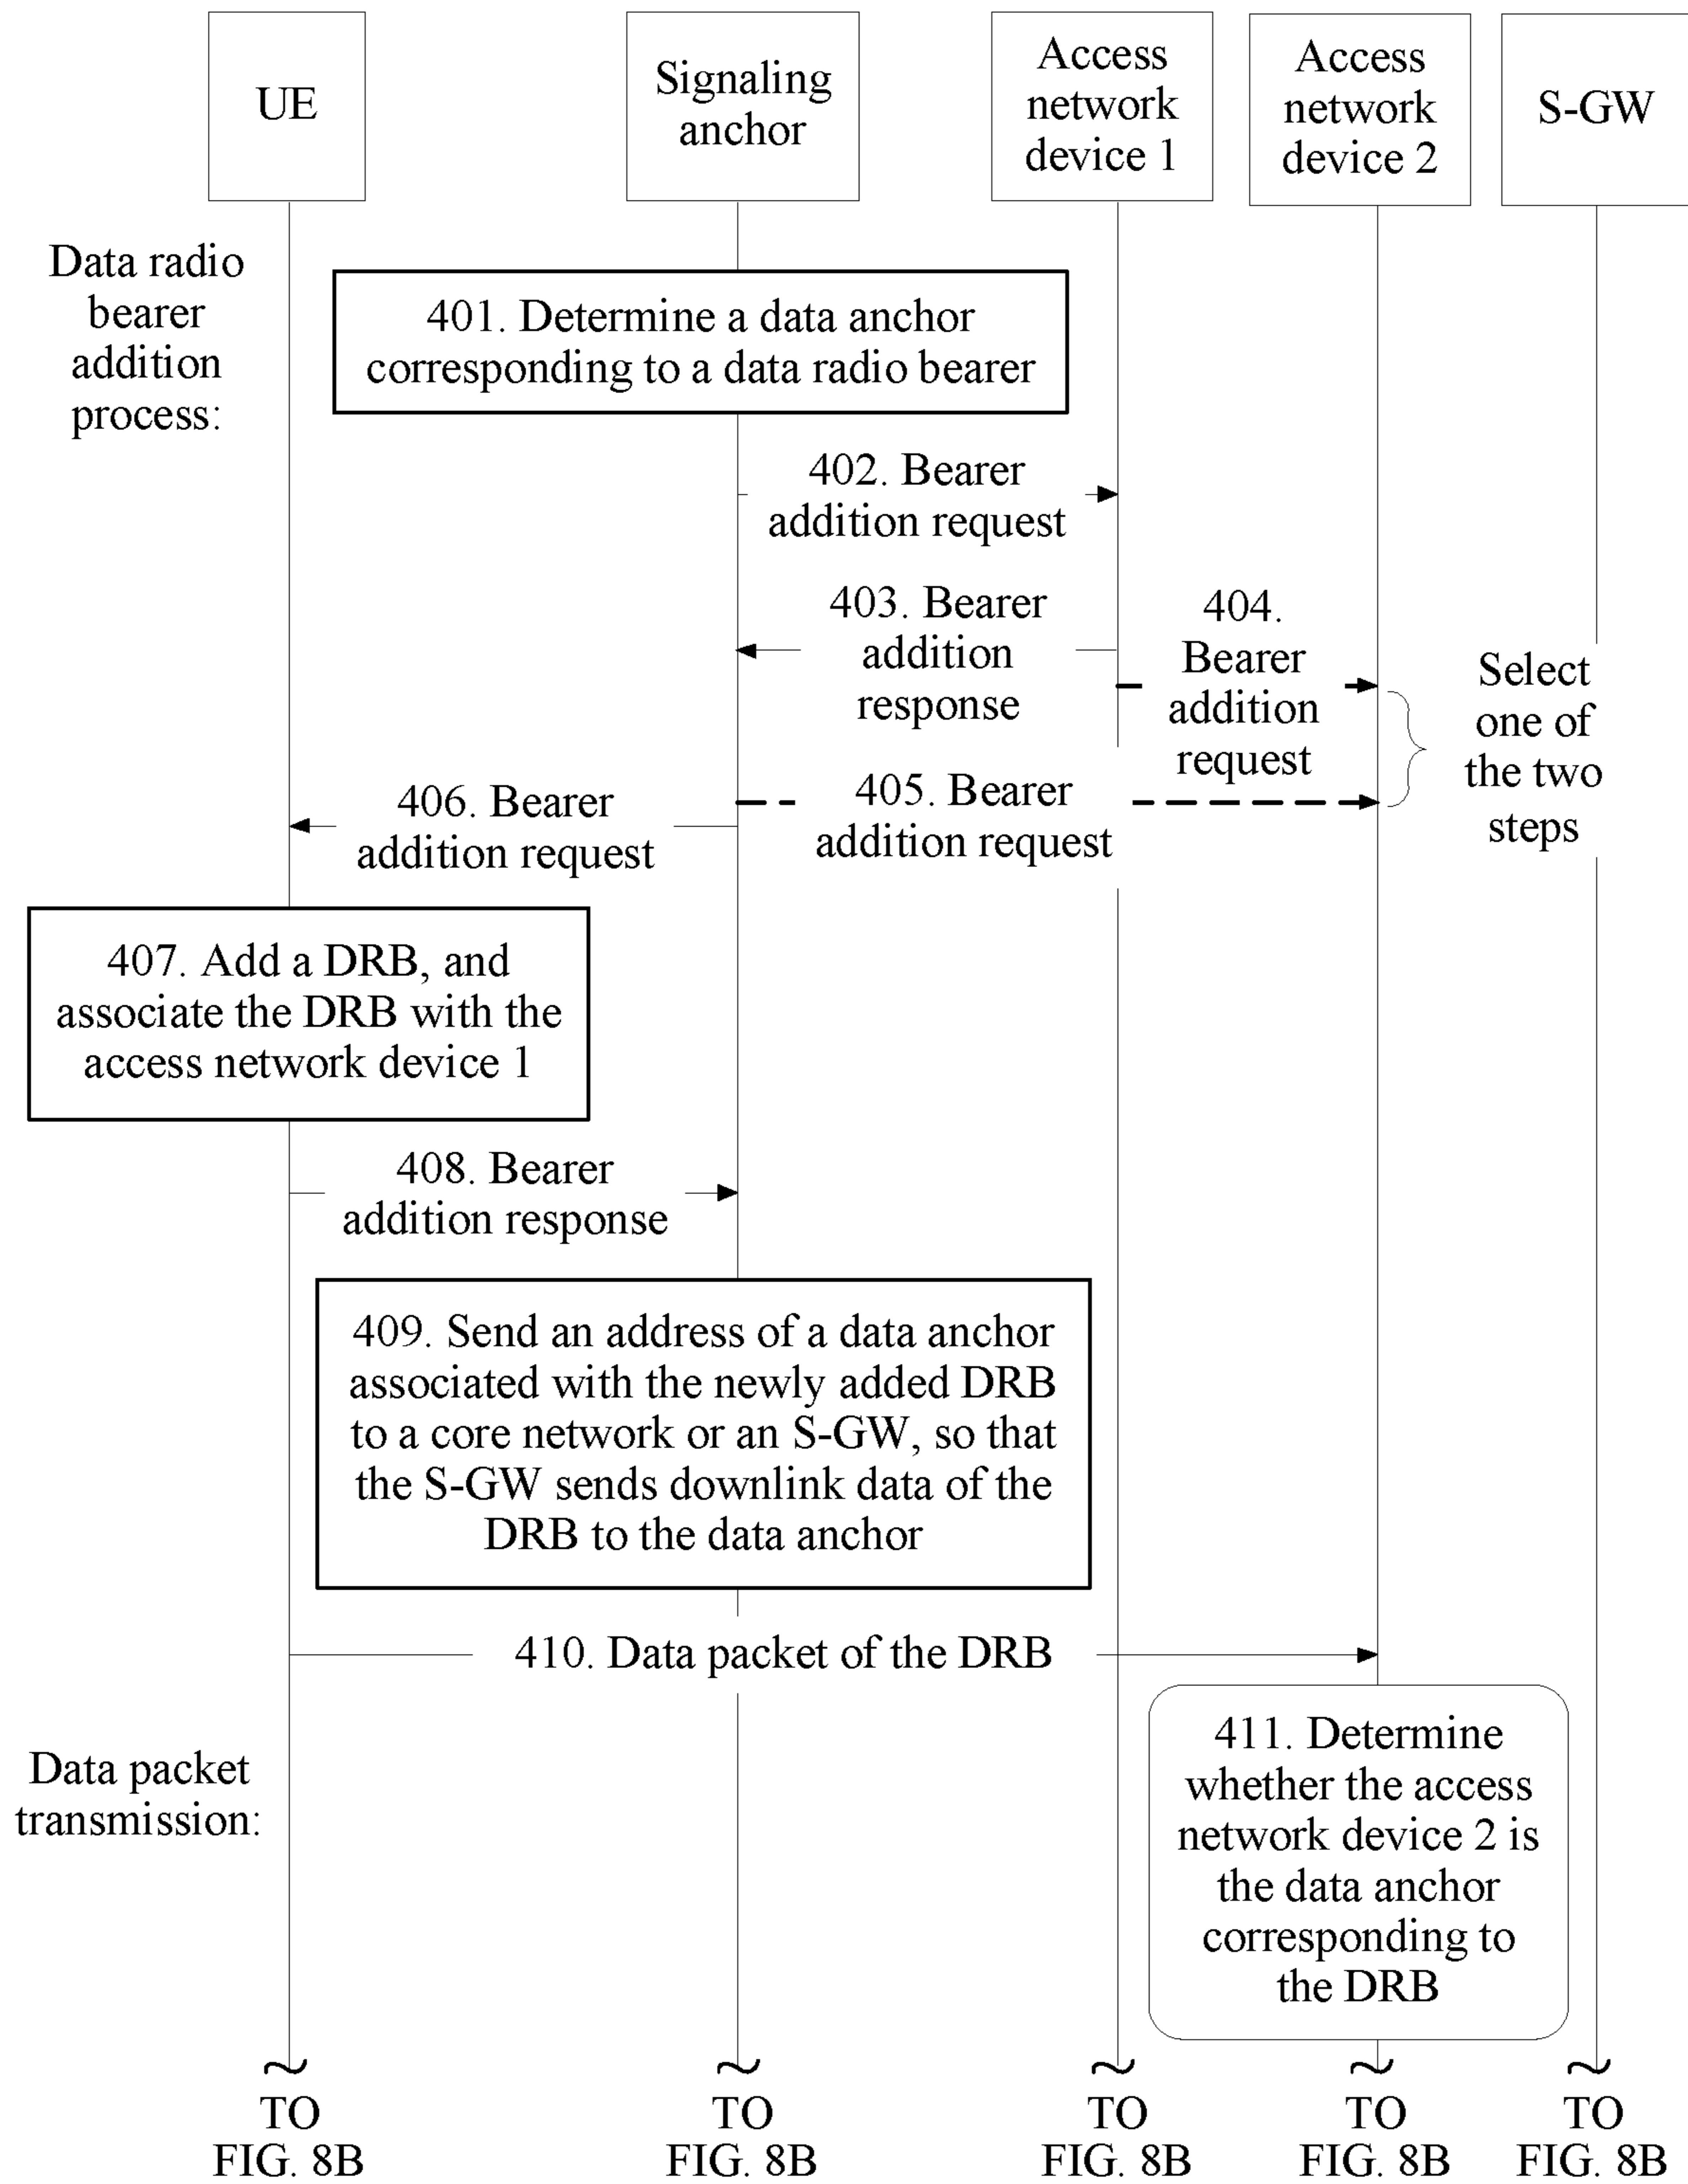 UE
Signaling
anchor
Access
network
device 1
Access
network
device 2
S-GW
Data radio
bearer
addition
process:
401. Determine a data anchor
corresponding to a data radio bearer
402. Bearer
addition request
403. Bearer
addition
response
404.
Bearer
addition
request
Select
one of
the two
steps
405. Bearer
addition request
406. Bearer
addition request
407. Add a DRB, and
associate the DRB with the
access network device 1
408. Bearer
addition response
409. Send an address of a data anchor
associated with the newly added DRB
to a core network or an S-GW, so that
the S-GW sends downlink data of the
DRB to the data anchor
410. Data packet of the DRB
Data packet
transmission:
411. Determine
whether the access
network device 2 is
the data anchor
corresponding to
the DRB
TO
FIG. 8B
TO
FIG. 8B
TO
FIG. 8B
TO
FIG. 8B
TO
FIG. 8B